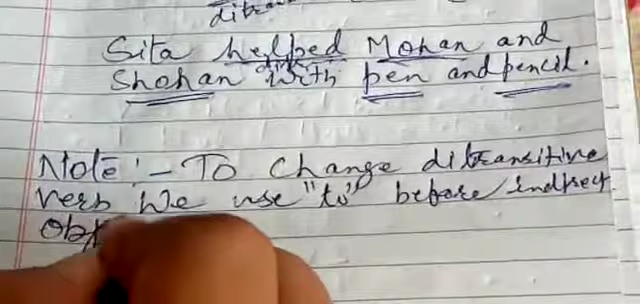 Sita helped Mohan and
Shohan with pen and pencil.
Note :- To change ditransitive
verb we use "to" before indirect
Obj